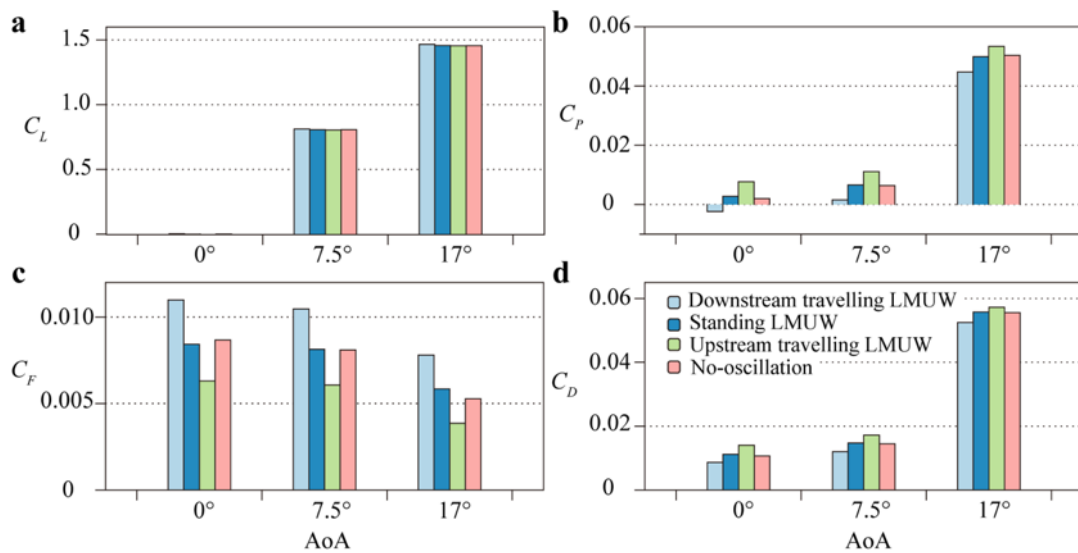 a
1.5
1.0
0.5
0
C_L
0° 7.5° 17°
b
0.06
0.04
0.02
0
C_P
0° 7.5° 17°
c
0.010
0.005
0
C_F
0° 7.5° 17°
AoA
d
0.06
0.04
0.02
0
C_D
Downstream travelling LMUW
Standing LMUW
Upstream travelling LMUW
No-oscillation
0° 7.5° 17°
AoA